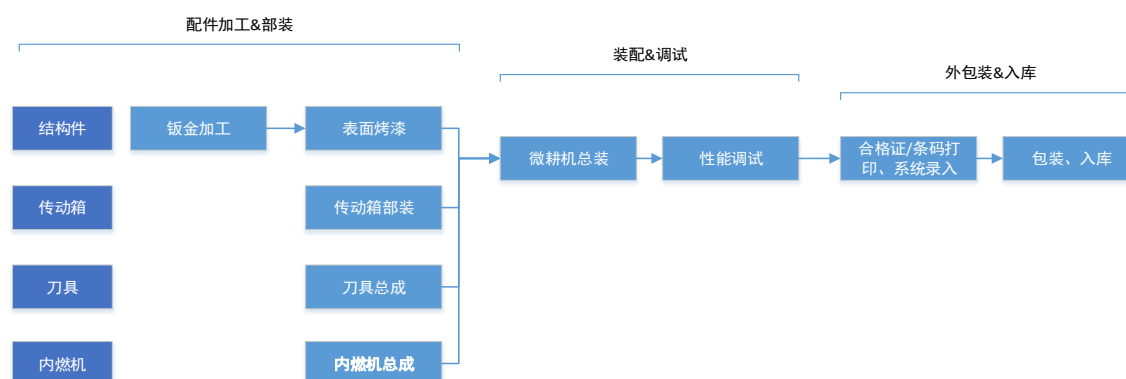 配件加工&部装
装配&调试
外包装&入库
结构件
钣金加工
表面烤漆
微耕机总装
性能调试
合格证/条码打
印、系统录入
包装、入库
传动箱
传动箱部装
刀具
刀具总成
内燃机
内燃机总成